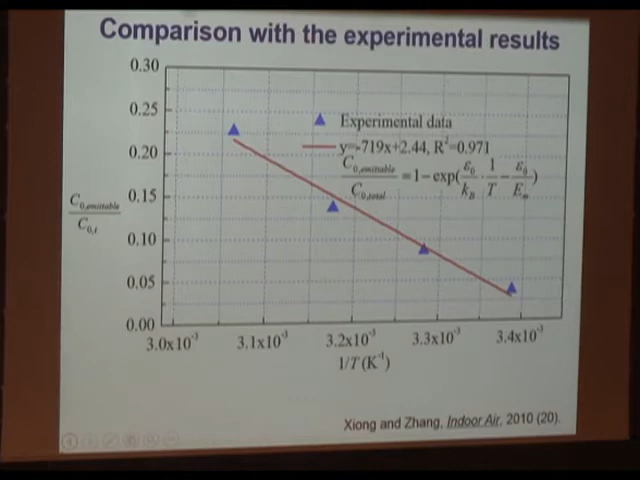 Comparison with the experimental results
0.30
0.25
0.20
0.15
0.10
0.05
0.00
C0,emittable
C0,t
Experimental data
y=-719x+2.44, R²=0.971
C0,emittable / C0,total = 1 − exp(ε0/kB · 1/T − ε0/Em)
3.0x10⁻³ 3.1x10⁻³ 3.2x10⁻³ 3.3x10⁻³ 3.4x10⁻³
1/T (K⁻¹)
Xiong and Zhang, Indoor Air, 2010 (20).